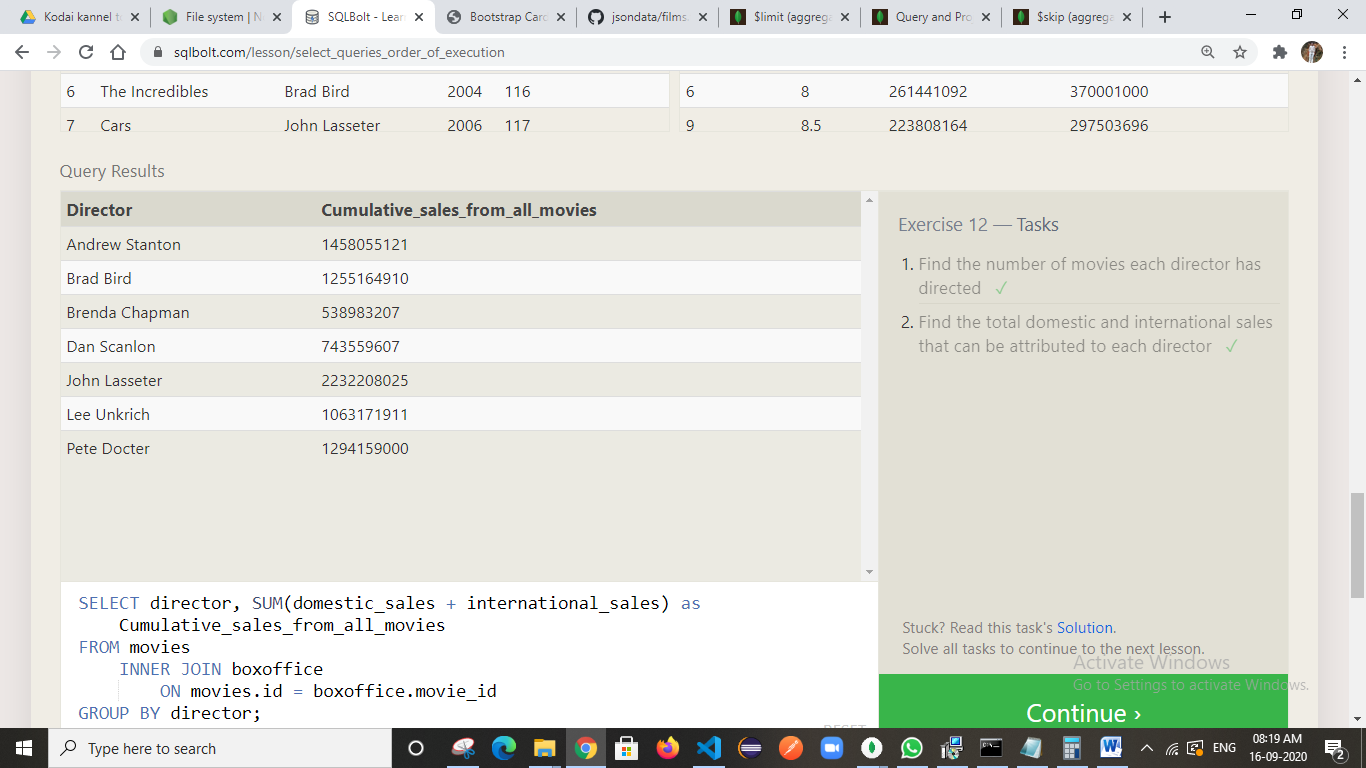 Kodai kannel t
File system | N
SQLBolt - Lear
Bootstrap Card
jsondata/films.
$limit (aggrega
Query and Pro
$skip (aggrega
sqlbolt.com/lesson/select_queries_order_of_execution
6 The Incredibles Brad Bird 2004 116 6 8 261441092 370001000
7 Cars John Lasseter 2006 117 9 8.5 223808164 297503696
Query Results
Director Cumulative_sales_from_all_movies
Andrew Stanton 1458055121
Brad Bird 1255164910
Brenda Chapman 538983207
Dan Scanlon 743559607
John Lasseter 2232208025
Lee Unkrich 1063171911
Pete Docter 1294159000
Exercise 12 — Tasks
1. Find the number of movies each director has
directed ✓
2. Find the total domestic and international sales
that can be attributed to each director ✓
SELECT director, SUM(domestic_sales + international_sales) as
Cumulative_sales_from_all_movies
FROM movies
INNER JOIN boxoffice
ON movies.id = boxoffice.movie_id
GROUP BY director;
RESET
Stuck? Read this task's Solution.
Solve all tasks to continue to the next lesson.
Activate Windows
Go to Settings to activate Windows.
Continue ›
Type here to search
ENG
08:19 AM
16-09-2020
2